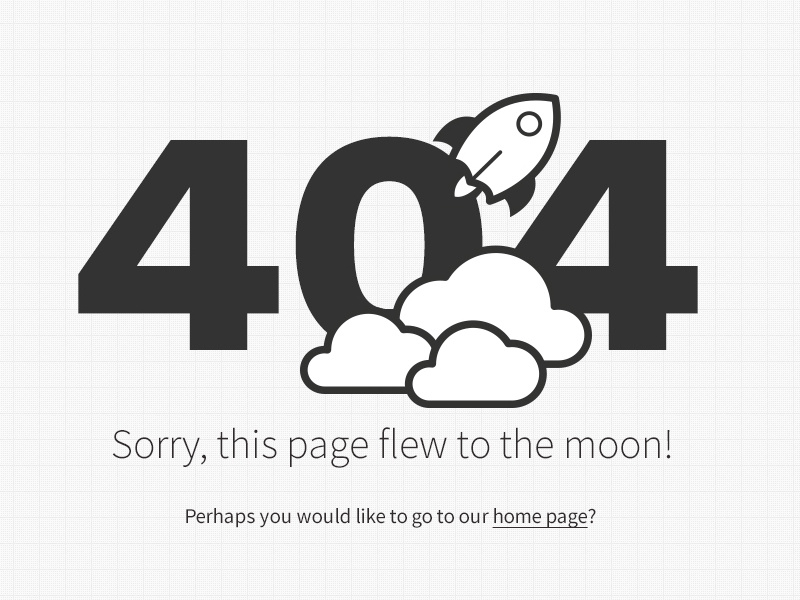 404
Sorry, this page flew to the moon!
Perhaps you would like to go to our home page?